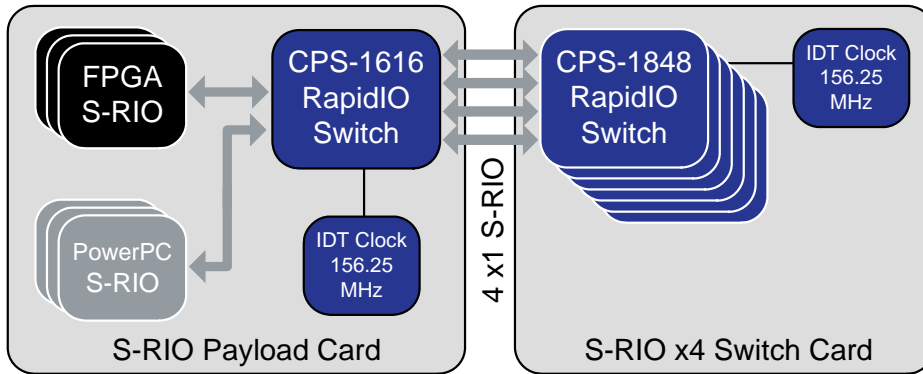 FPGA
S-RIO
CPS-1616
RapidIO
Switch
PowerPC
S-RIO
IDT Clock
156.25
MHz
S-RIO Payload Card
4 x1 S-RIO
CPS-1848
RapidIO
Switch
IDT Clock
156.25
MHz
S-RIO x4 Switch Card